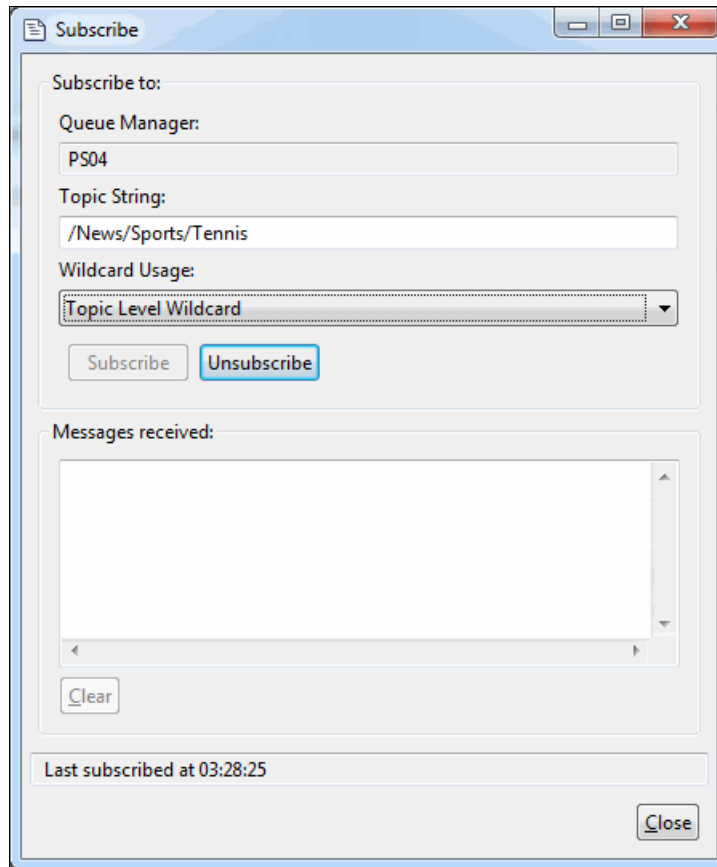 Subscribe
Subscribe to:
Queue Manager:
PS04
Topic String:
/News/Sports/Tennis
Wildcard Usage:
Topic Level Wildcard
Subscribe Unsubscribe
Messages received:
Clear
Last subscribed at 03:28:25
Close